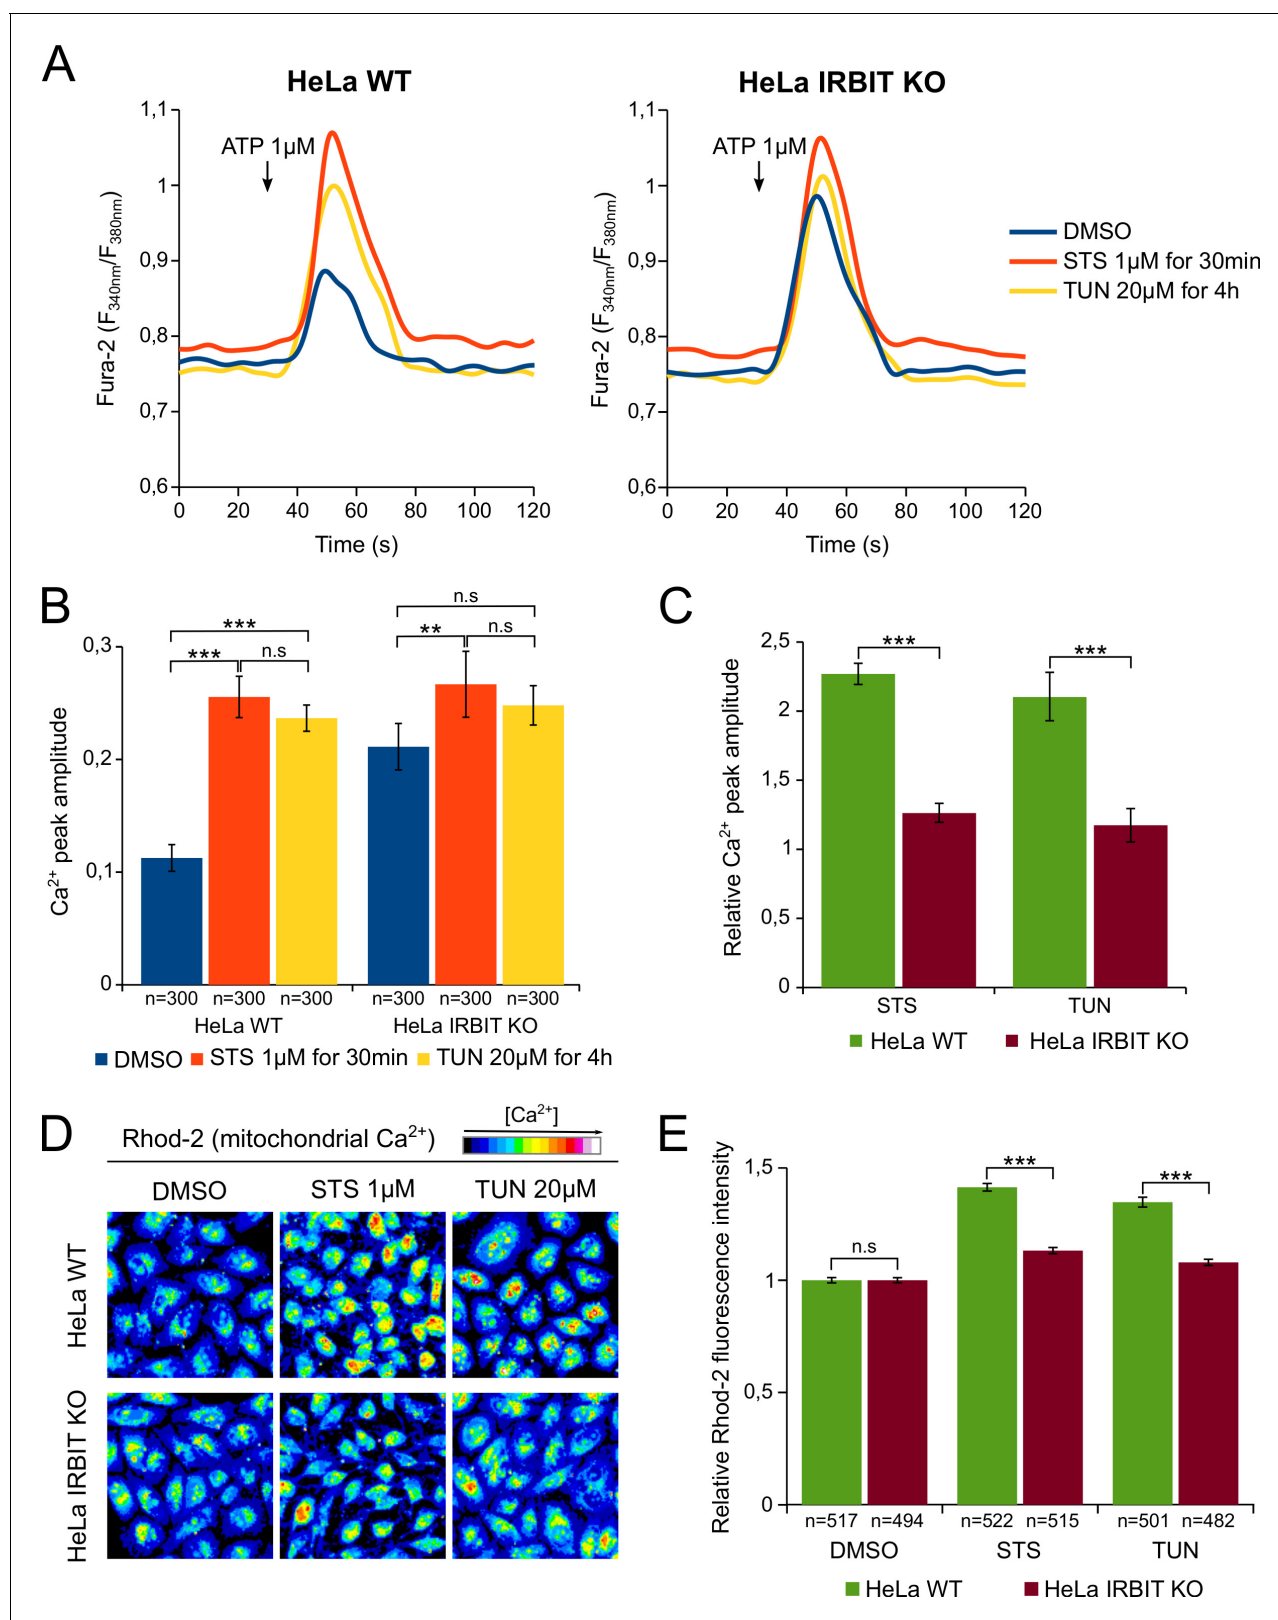 A
HeLa WT
HeLa IRBIT KO
1,1
1
0,9
0,8
0,7
0,6
Fura-2 (F340nm/F380nm)
ATP 1µM
0 20 40 60 80 100 120
Time (s)
1,1
1
0,9
0,8
0,7
0,6
Fura-2 (F340nm/F380nm)
ATP 1µM
0 20 40 60 80 100 120
Time (s)
DMSO
STS 1µM for 30min
TUN 20µM for 4h
B
Ca2+ peak amplitude
0,3
0,2
0,1
0
***
*** n.s
n.s
** n.s
n=300 n=300 n=300 n=300 n=300 n=300
HeLa WT HeLa IRBIT KO
DMSO STS 1µM for 30min TUN 20µM for 4h
C
Relative Ca2+ peak amplitude
2,5
2
1,5
1
0,5
0
*** ***
STS TUN
HeLa WT HeLa IRBIT KO
D
Rhod-2 (mitochondrial Ca2+)
[Ca2+]
DMSO STS 1µM TUN 20µM
HeLa WT
HeLa IRBIT KO
E
Relative Rhod-2 fluorescence intensity
1,5
1
0,5
0
n.s *** ***
n=517 n=494 n=522 n=515 n=501 n=482
DMSO STS TUN
HeLa WT HeLa IRBIT KO